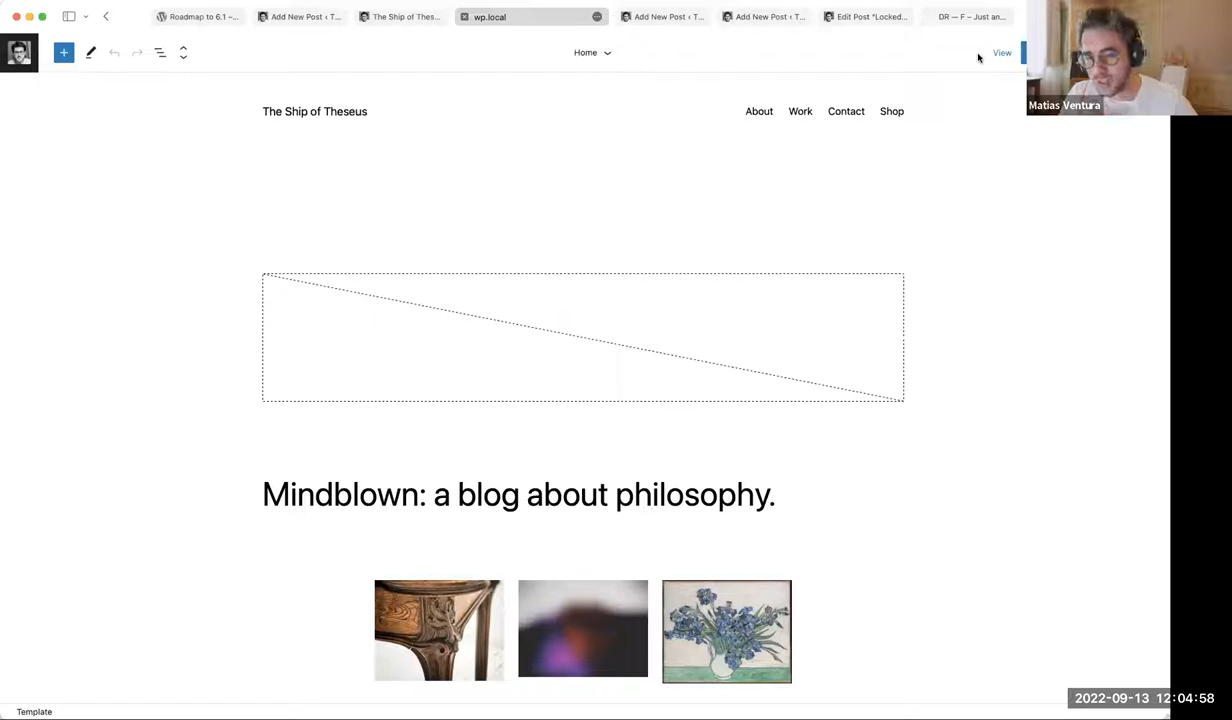 Roadmap to 6.1 –...
Add New Post ‹ T...
The Ship of Thes...
wp.local
Add New Post ‹ T...
Add New Post ‹ T...
Edit Post "Locked...
DR — F – Just an...
Home
View
Matias Ventura
The Ship of Theseus
About
Work
Contact
Shop
Mindblown: a blog about philosophy.
2022-09-13 12:04:58
Template